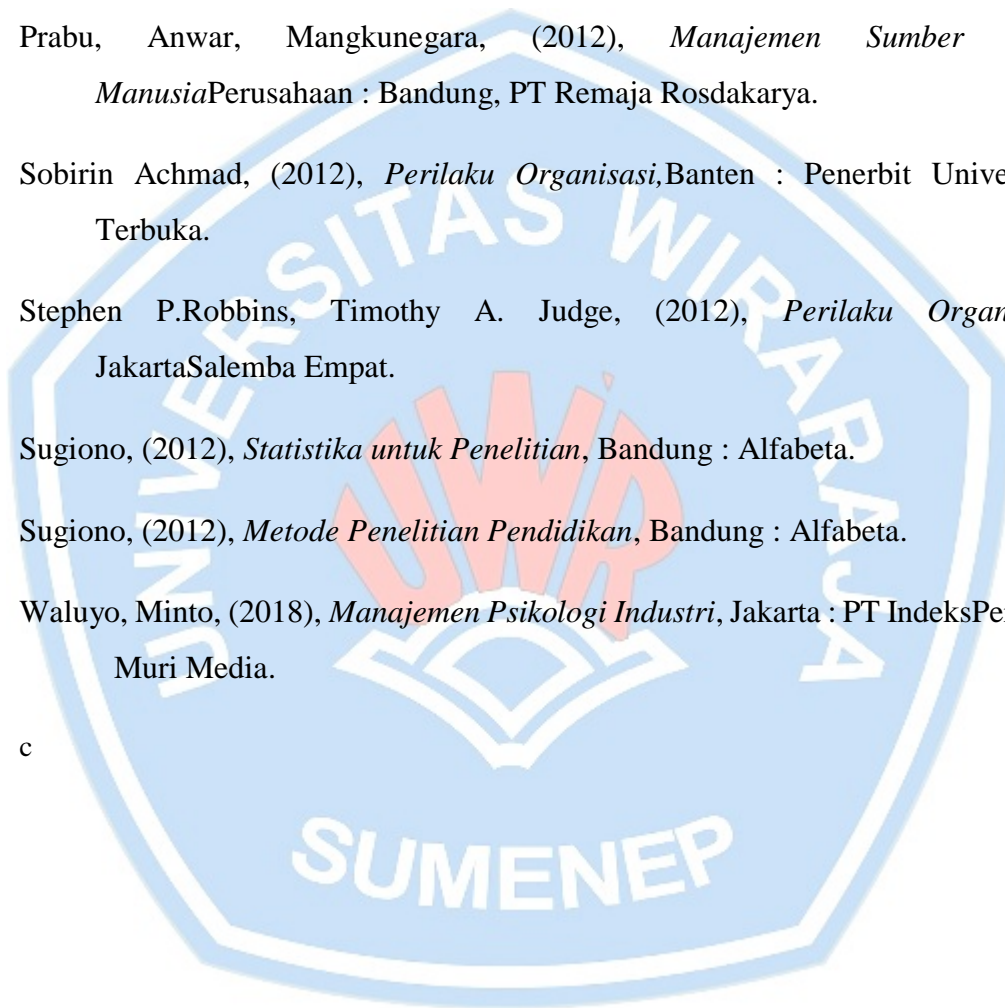 Prabu, Anwar, Mangkunegara, (2012), Manajemen Sumber
ManusiaPerusahaan : Bandung, PT Remaja Rosdakarya.
Sobirin Achmad, (2012), Perilaku Organisasi,Banten : Penerbit Unive
Terbuka.
Stephen P.Robbins, Timothy A. Judge, (2012), Perilaku Organ
JakartaSalemba Empat.
Sugiono, (2012), Statistika untuk Penelitian, Bandung : Alfabeta.
Sugiono, (2012), Metode Penelitian Pendidikan, Bandung : Alfabeta.
Waluyo, Minto, (2018), Manajemen Psikologi Industri, Jakarta : PT IndeksPe
Muri Media.
c
UNIVERSITAS WIRARAJA
UWR
SUMENEP